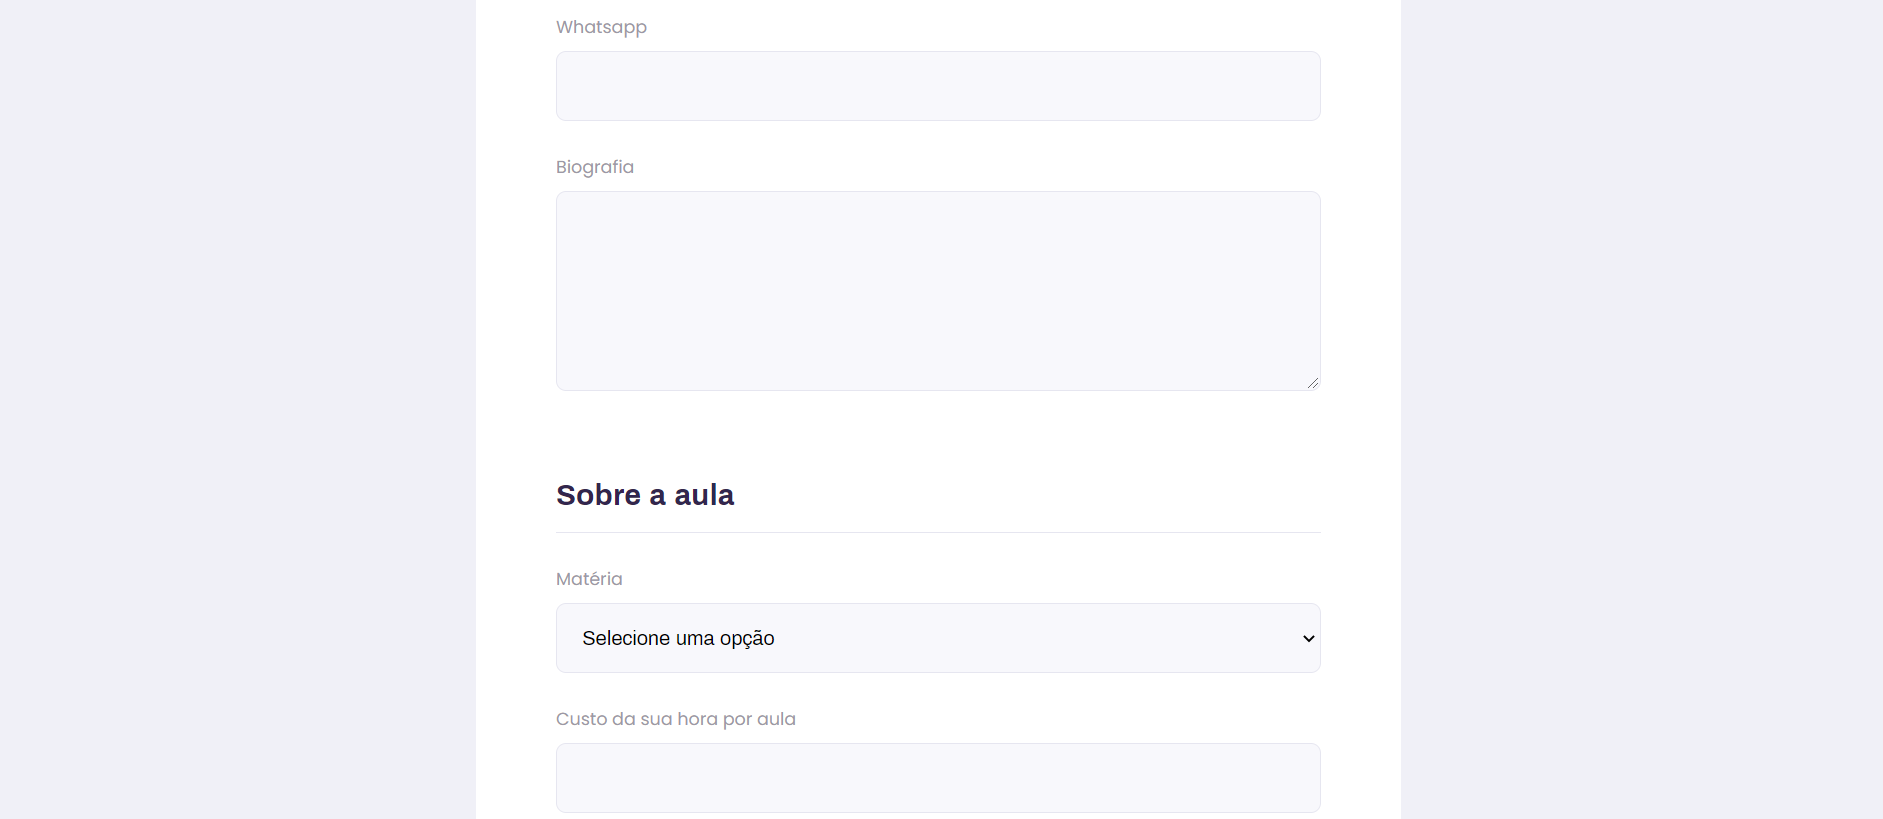 Whatsapp
Biografia
Sobre a aula
Matéria
Selecione uma opção
Custo da sua hora por aula